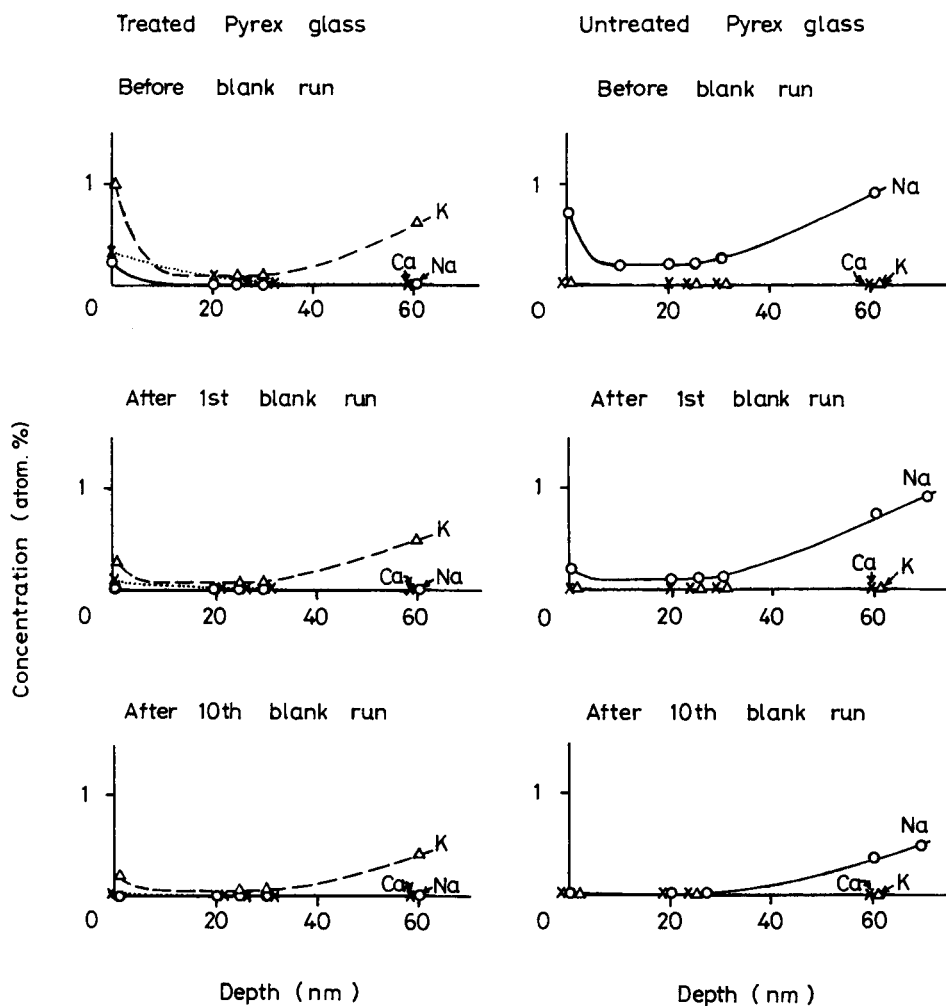 Treated Pyrex glass
Untreated Pyrex glass
Before blank run
Before blank run
1
K
Ca
Na
0
20
40
60
1
Na
Ca
K
0
20
40
60
After 1st blank run
After 1st blank run
Concentration (atom. %)
1
K
Ca
Na
0
20
40
60
1
Na
Ca
K
0
20
40
60
After 10th blank run
After 10th blank run
1
K
Ca
Na
0
20
40
60
1
Na
Ca
K
0
20
40
60
Depth (nm)
Depth (nm)